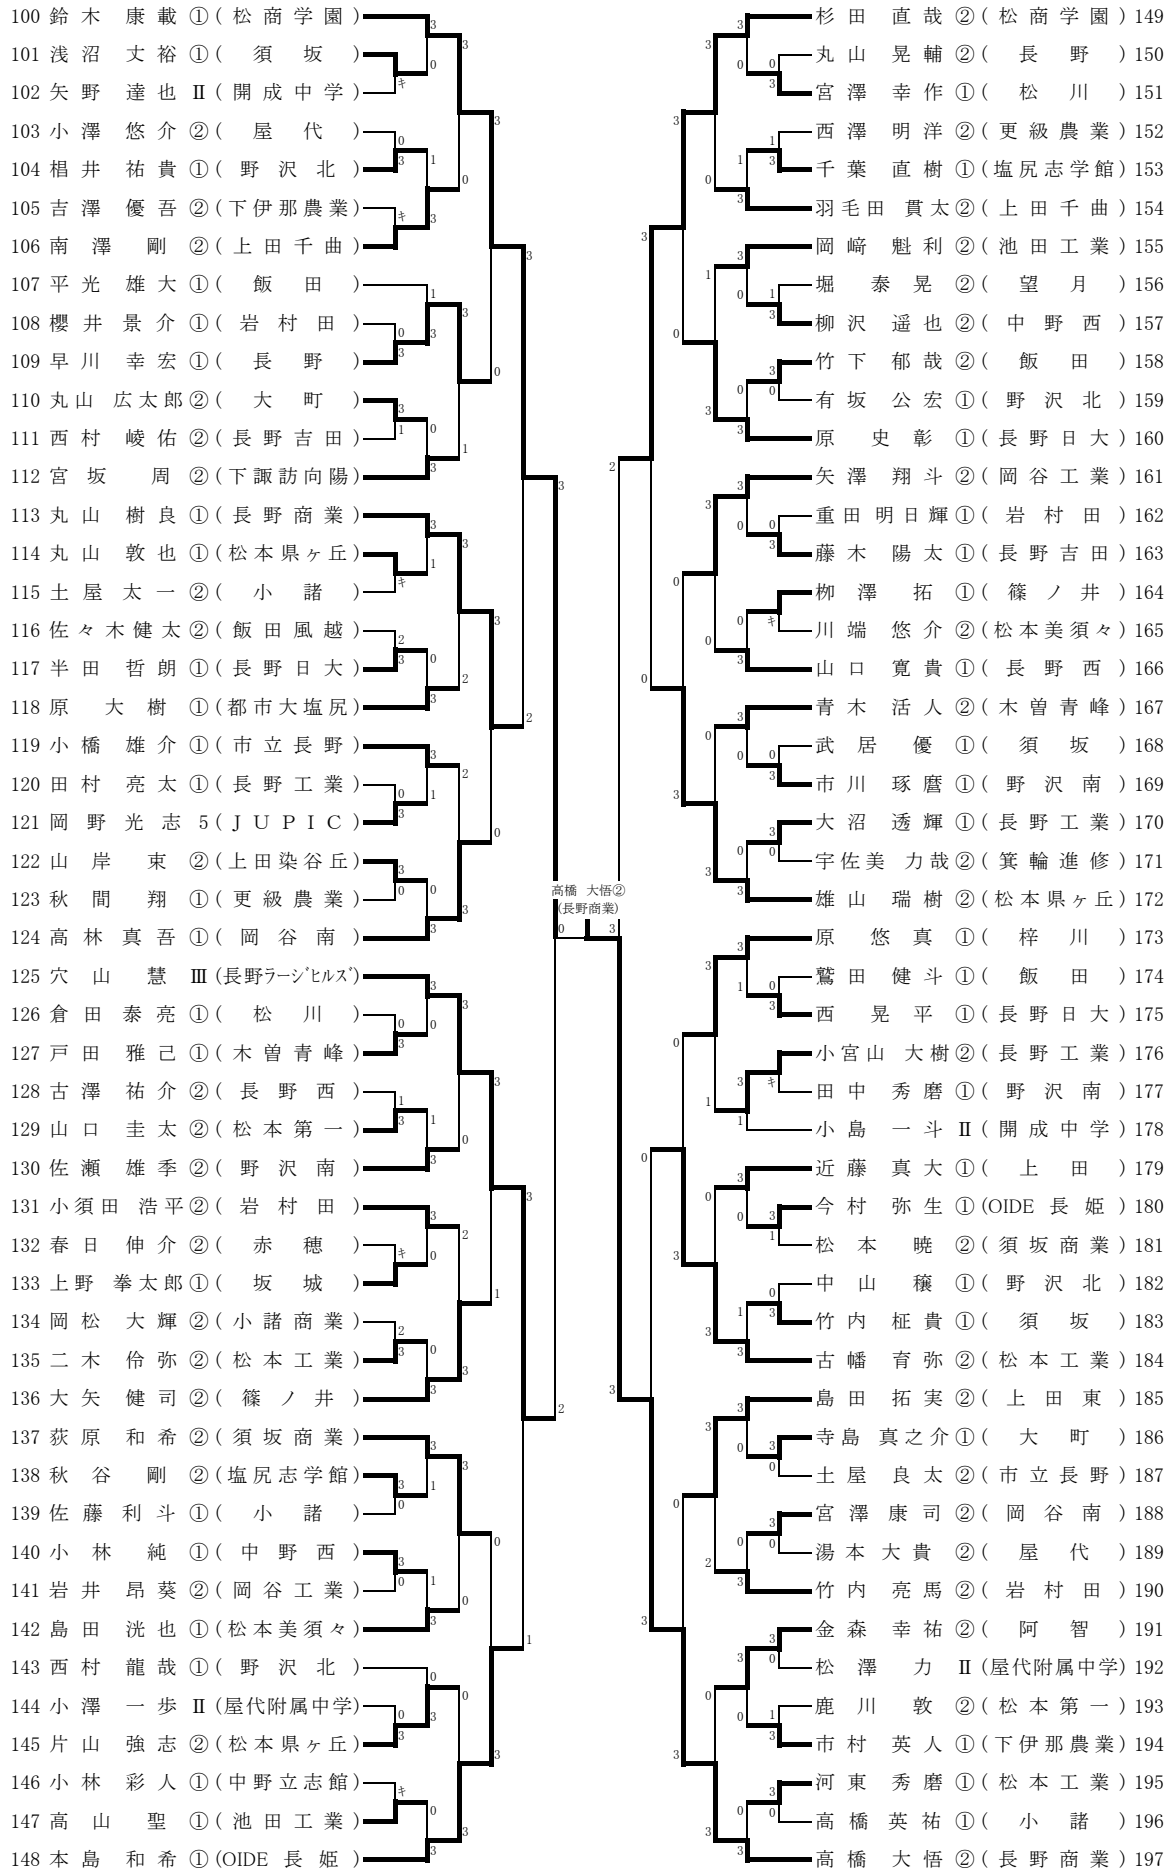 100 鈴木 康載 ①(松商学園)
101 浅沼 丈裕 ①(須坂)
102 矢野 達也 Ⅱ(開成中学)
103 小澤 悠介 ②(屋代)
104 椙井 祐貴 ①(野沢北)
105 吉澤 優吾 ②(下伊那農業)
106 南澤 剛 ②(上田千曲)
107 平光 雄大 ①(飯田)
108 櫻井 景介 ①(岩村田)
109 早川 幸宏 ①(長野)
110 丸山 広太郎 ②(大町)
111 西村 崚佑 ②(長野吉田)
112 宮坂 周 ②(下諏訪向陽)
113 丸山 樹良 ①(長野商業)
114 丸山 敦也 ①(松本県ヶ丘)
115 土屋 太一 ②(小諸)
116 佐々木健太 ②(飯田風越)
117 半田 哲朗 ①(長野日大)
118 原 大樹 ①(都市大塩尻)
119 小橋 雄介 ①(市立長野)
120 田村 亮太 ①(長野工業)
121 岡野 光志 5(JUPIC)
122 山岸 束 ②(上田染谷丘)
123 秋間 翔 ①(更級農業)
124 高林 真吾 ①(岡谷南)
125 穴山 慧 Ⅲ(長野ラージヒルズ)
126 倉田 泰亮 ①(松川)
127 戸田 雅己 ①(木曽青峰)
128 古澤 祐介 ②(長野西)
129 山口 圭太 ②(松本第一)
130 佐瀬 雄季 ②(野沢南)
131 小須田 浩平 ②(岩村田)
132 春日 伸介 ②(赤穂)
133 上野 拳太郎 ①(坂城)
134 岡松 大輝 ②(小諸商業)
135 二木 伶弥 ②(松本工業)
136 大矢 健司 ②(篠ノ井)
137 荻原 和希 ②(須坂商業)
138 秋谷 剛 ②(塩尻志学館)
139 佐藤 利斗 ①(小諸)
140 小林 純 ①(中野西)
141 岩井 昂葵 ②(岡谷工業)
142 島田 洸也 ①(松本美須々)
143 西村 龍哉 ①(野沢北)
144 小澤 一歩 Ⅱ(屋代附属中学)
145 片山 強志 ②(松本県ヶ丘)
146 小林 彩人 ①(中野立志館)
147 高山 聖 ①(池田工業)
148 本島 和希 ①(OIDE 長姫)
高橋 大悟②
(長野商業)
0 3
杉田 直哉 ②(松商学園) 149
丸山 晃輔 ②(長野) 150
宮澤 幸作 ①(松川) 151
西澤 明洋 ②(更級農業) 152
千葉 直樹 ①(塩尻志学館) 153
羽毛田 貫太 ②(上田千曲) 154
岡﨑 魁利 ②(池田工業) 155
堀 泰晃 ②(望月) 156
柳沢 遥也 ②(中野西) 157
竹下 郁哉 ②(飯田) 158
有坂 公宏 ①(野沢北) 159
原 史彰 ①(長野日大) 160
矢澤 翔斗 ②(岡谷工業) 161
重田 明日輝 ①(岩村田) 162
藤木 陽太 ①(長野吉田) 163
栁澤 拓 ①(篠ノ井) 164
川端 悠介 ②(松本美須々) 165
山口 寛貴 ①(長野西) 166
青木 活人 ②(木曽青峰) 167
武居 優 ①(須坂) 168
市川 琢磨 ①(野沢南) 169
大沼 透輝 ①(長野工業) 170
宇佐美 力哉 ②(箕輪進修) 171
雄山 瑞樹 ②(松本県ヶ丘) 172
原 悠真 ①(梓川) 173
鷲田 健斗 ①(飯田) 174
西 晃平 ①(長野日大) 175
小宮山 大樹 ②(長野工業) 176
田中 秀磨 ①(野沢南) 177
小島 一斗 Ⅱ(開成中学) 178
近藤 真大 ①(上田) 179
今村 弥生 ①(OIDE 長姫) 180
松本 暁 ②(須坂商業) 181
中山 穣 ①(野沢北) 182
竹内 柾貴 ①(須坂) 183
古幡 育弥 ②(松本工業) 184
島田 拓実 ②(上田東) 185
寺島 真之介 ①(大町) 186
土屋 良太 ②(市立長野) 187
宮澤 康司 ②(岡谷南) 188
湯本 大貴 ②(屋代) 189
竹内 亮馬 ②(岩村田) 190
金森 幸祐 ②(阿智) 191
松澤 力 Ⅱ(屋代附属中学) 192
鹿川 敦 ②(松本第一) 193
市村 英人 ①(下伊那農業) 194
河東 秀磨 ①(松本工業) 195
高橋 英祐 ①(小諸) 196
高橋 大悟 ②(長野商業) 197